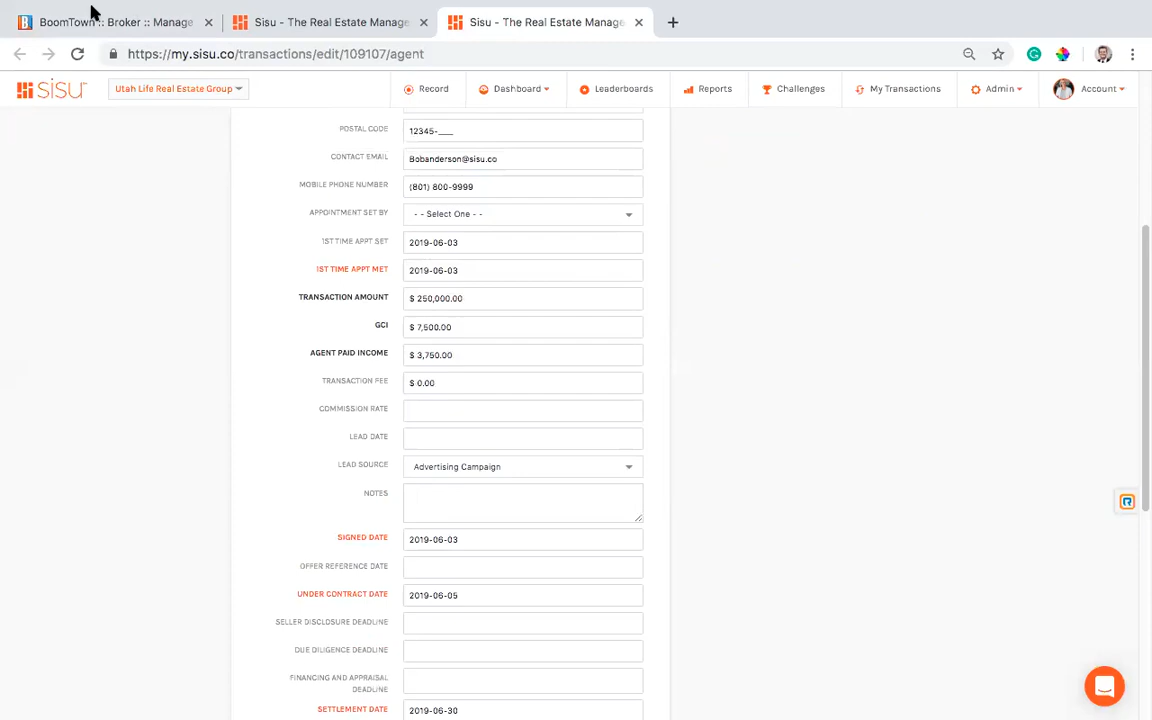 BoomTown :: Broker :: Manage
Sisu - The Real Estate Manage
Sisu - The Real Estate Manage
https://my.sisu.co/transactions/edit/109107/agent
sisu
Utah Life Real Estate Group
Record
Dashboard
Leaderboards
Reports
Challenges
My Transactions
Admin
Account
POSTAL CODE 12345-____
CONTACT EMAIL Bobanderson@sisu.co
MOBILE PHONE NUMBER (801) 800-9999
APPOINTMENT SET BY - - Select One - -
1ST TIME APPT SET 2019-06-03
1ST TIME APPT MET 2019-06-03
TRANSACTION AMOUNT $ 250,000.00
GCI $ 7,500.00
AGENT PAID INCOME $ 3,750.00
TRANSACTION FEE $ 0.00
COMMISSION RATE
LEAD DATE
LEAD SOURCE Advertising Campaign
NOTES
SIGNED DATE 2019-06-03
OFFER REFERENCE DATE
UNDER CONTRACT DATE 2019-06-05
SELLER DISCLOSURE DEADLINE
DUE DILIGENCE DEADLINE
FINANCING AND APPRAISAL
DEADLINE
SETTLEMENT DATE 2019-06-30